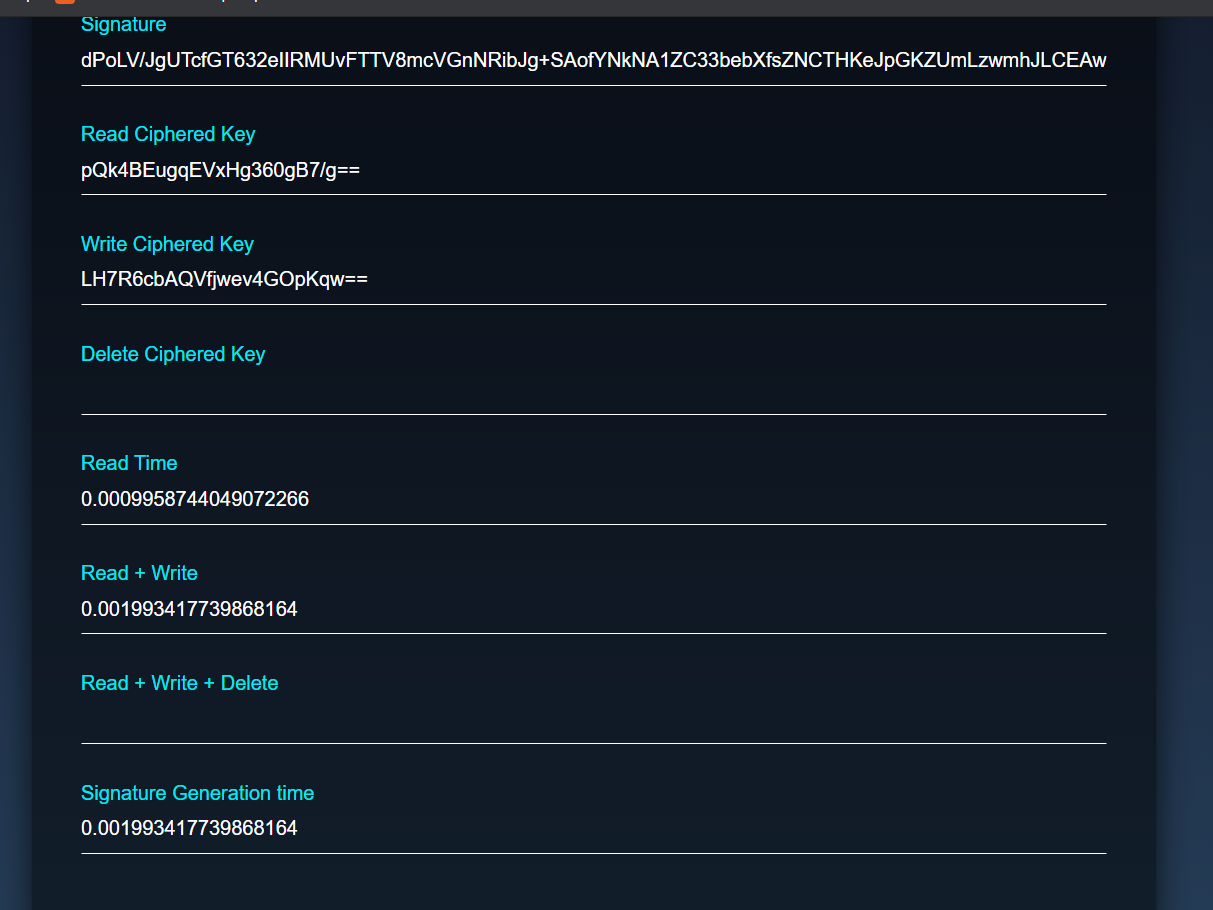 Signature
dPoLV/JgUTcfGT632eIIRMUvFTTV8mcVGnNRibJg+SAofYNkNA1ZC33bebXfsZNCTHKeJpGKZUmLzwmhJLCEAw
Read Ciphered Key
pQk4BEugqEVxHg360gB7/g==
Write Ciphered Key
LH7R6cbAQVfjwev4GOpKqw==
Delete Ciphered Key
Read Time
0.0009958744049072266
Read + Write
0.001993417739868164
Read + Write + Delete
Signature Generation time
0.001993417739868164